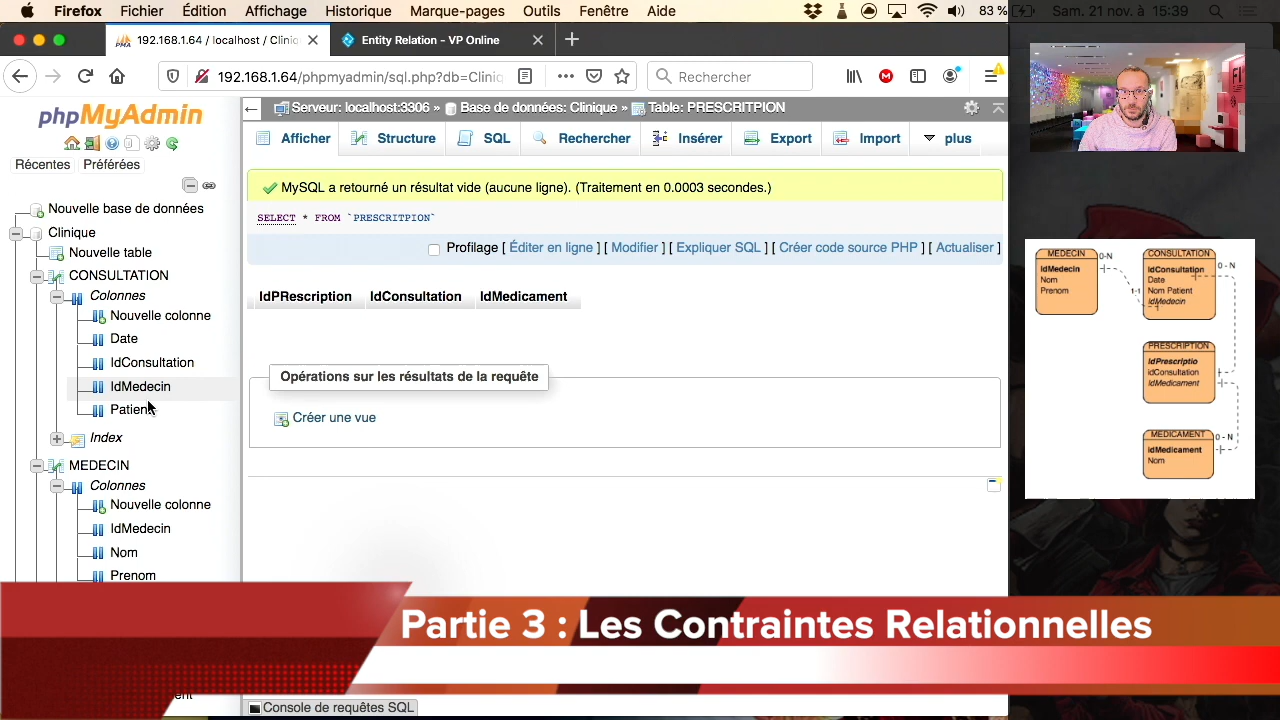 Firefox Fichier Édition Affichage Historique Marque-pages Outils Fenêtre Aide 83 % Sam. 21 nov. à 15:39
192.168.1.64 / localhost / Clini
Entity Relation - VP Online
192.168.1.64/phpmyadmin/sql.php?db=Clini
Rechercher
phpMyAdmin
Récentes Préférées
Nouvelle base de données
Clinique
Nouvelle table
CONSULTATION
Colonnes
Nouvelle colonne
Date
IdConsultation
IdMedecin
Patient
Index
MEDECIN
Colonnes
Nouvelle colonne
IdMedecin
Nom
Prenom
Serveur: localhost:3306 » Base de données: Clinique » Table: PRESCRITPION
Afficher Structure SQL Rechercher Insérer Export Import plus
MySQL a retourné un résultat vide (aucune ligne). (Traitement en 0.0003 secondes.)
SELECT * FROM `PRESCRITPION`
Profilage [ Éditer en ligne ] [ Modifier ] [ Expliquer SQL ] [ Créer code source PHP ] [ Actualiser ]
IdPRescription IdConsultation IdMedicament
Opérations sur les résultats de la requête
Créer une vue
MEDECIN
IdMedecin
Nom
Prenom
0-N
CONSULTATION
IdConsultation
Date
Nom Patient
IdMedecin
0 - N
1-1
PRESCRIPTION
IdPrescriptio
idConsultation
IdMedicament
MEDICAMENT
idMedicament
Nom
0 - N
Partie 3 : Les Contraintes Relationnelles
Console de requêtes SQL